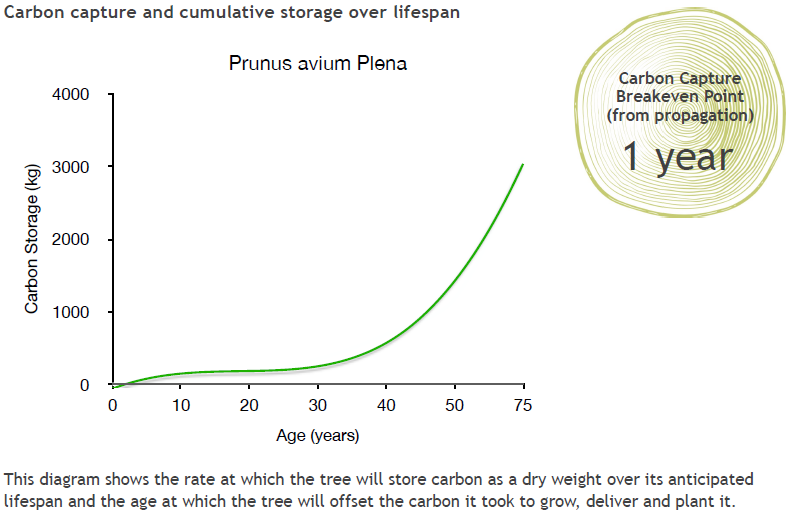 Carbon capture and cumulative storage over lifespan
Prunus avium Plena
Carbon Capture
Breakeven Point
(from propagation)
1 year
Carbon Storage (kg)
4000
3000
2000
1000
0
0 10 20 30 40 50 75
Age (years)
This diagram shows the rate at which the tree will store carbon as a dry weight over its anticipated
lifespan and the age at which the tree will offset the carbon it took to grow, deliver and plant it.